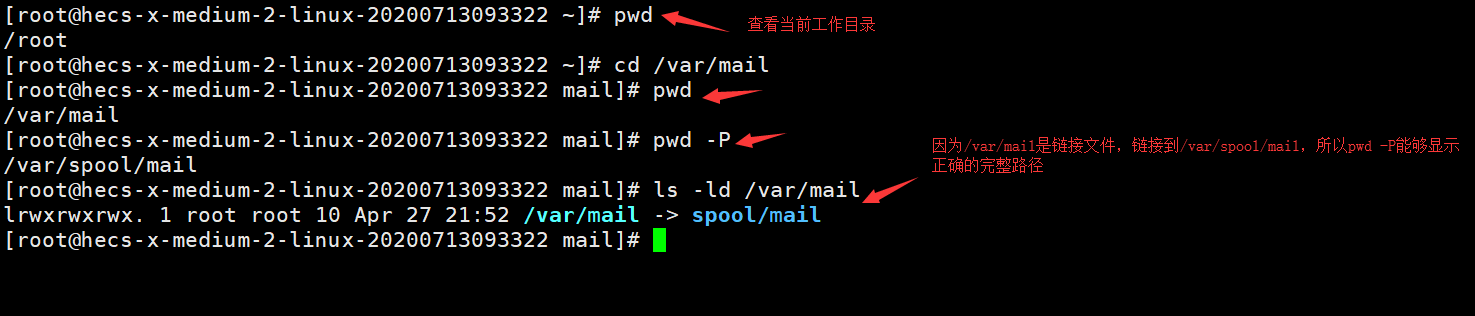 [root@hecs-x-medium-2-linux-20200713093322 ~]# pwd
查看当前工作目录
/root
[root@hecs-x-medium-2-linux-20200713093322 ~]# cd /var/mail
[root@hecs-x-medium-2-linux-20200713093322 mail]# pwd
/var/mail
[root@hecs-x-medium-2-linux-20200713093322 mail]# pwd -P
因为/var/mail是链接文件，链接到/var/spool/mail，所以pwd -P能够显示
正确的完整路径
/var/spool/mail
[root@hecs-x-medium-2-linux-20200713093322 mail]# ls -ld /var/mail
lrwxrwxrwx. 1 root root 10 Apr 27 21:52 /var/mail -> spool/mail
[root@hecs-x-medium-2-linux-20200713093322 mail]#